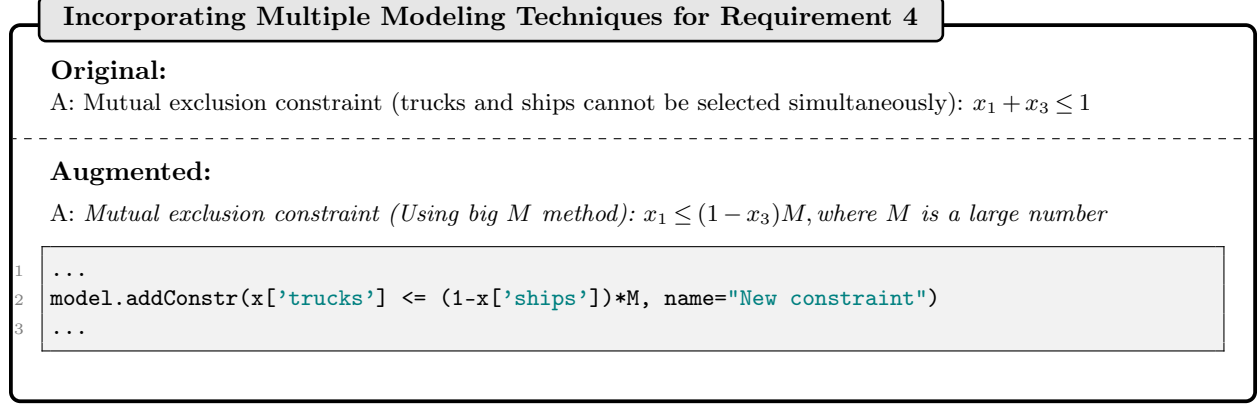 Incorporating Multiple Modeling Techniques for Requirement 4
Original:
A: Mutual exclusion constraint (trucks and ships cannot be selected simultaneously): x₁ + x₃ ≤ 1
Augmented:
A: Mutual exclusion constraint (Using big M method): x₁ ≤ (1 − x₃)M, where M is a large number
1 ...
2 model.addConstr(x['trucks'] <= (1-x['ships'])*M, name="New constraint")
3 ...